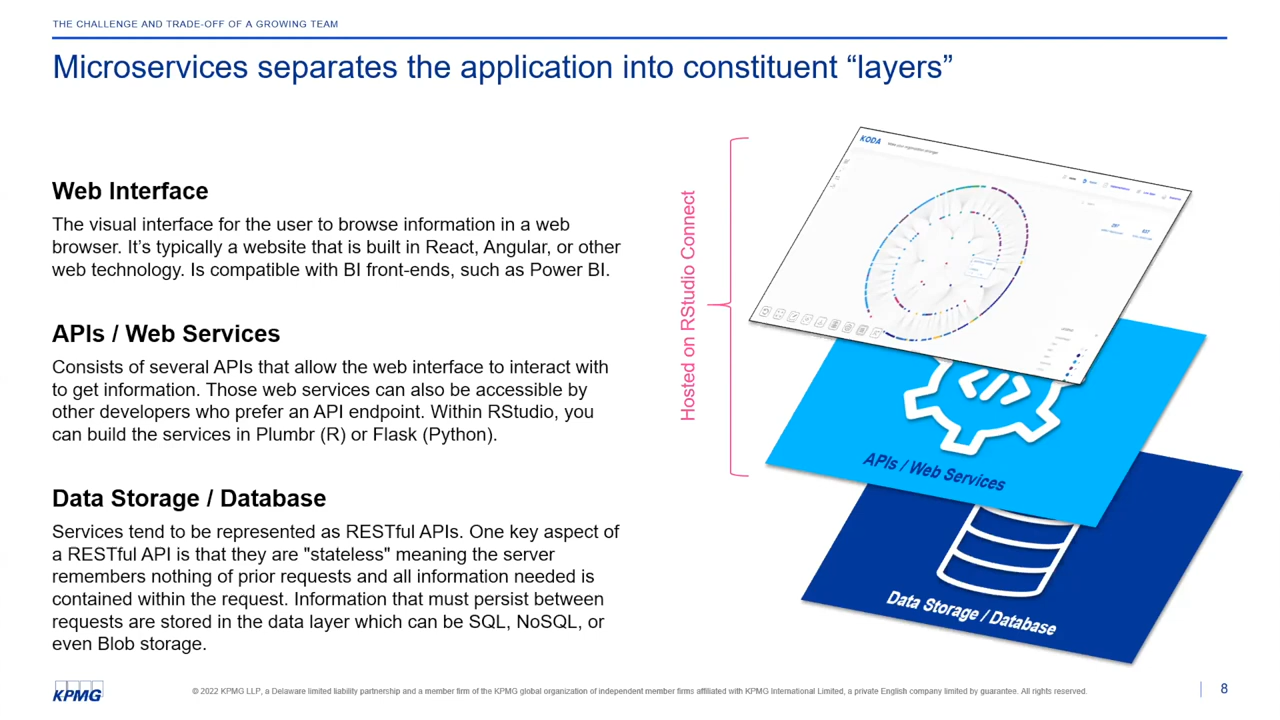 THE CHALLENGE AND TRADE-OFF OF A GROWING TEAM
Microservices separates the application into constituent “layers”
Web Interface
The visual interface for the user to browse information in a web
browser. It’s typically a website that is built in React, Angular, or other
web technology. Is compatible with BI front-ends, such as Power BI.
APIs / Web Services
Consists of several APIs that allow the web interface to interact with
to get information. Those web services can also be accessible by
other developers who prefer an API endpoint. Within RStudio, you
can build the services in Plumbr (R) or Flask (Python).
Data Storage / Database
Services tend to be represented as RESTful APIs. One key aspect of
a RESTful API is that they are "stateless" meaning the server
remembers nothing of prior requests and all information needed is
contained within the request. Information that must persist between
requests are stored in the data layer which can be SQL, NoSQL, or
even Blob storage.
Hosted on RStudio Connect
KODA
</>
APIs / Web Services
Data Storage / Database
KPMG
© 2022 KPMG LLP, a Delaware limited liability partnership and a member firm of the KPMG global organization of independent member firms affiliated with KPMG International Limited, a private English company limited by guarantee. All rights reserved.
8